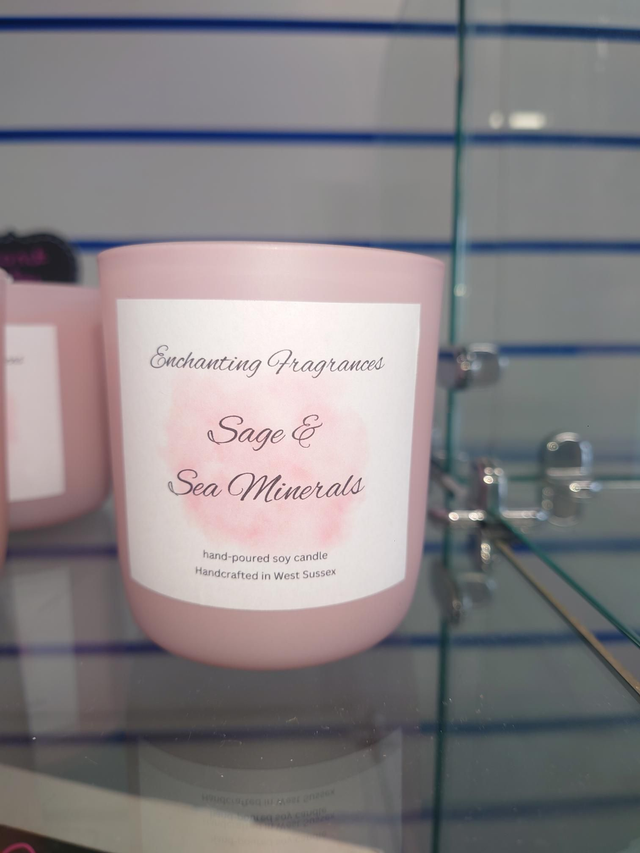 Enchanting Fragrances
Sage &
Sea Minerals
hand-poured soy candle
Handcrafted in West Sussex